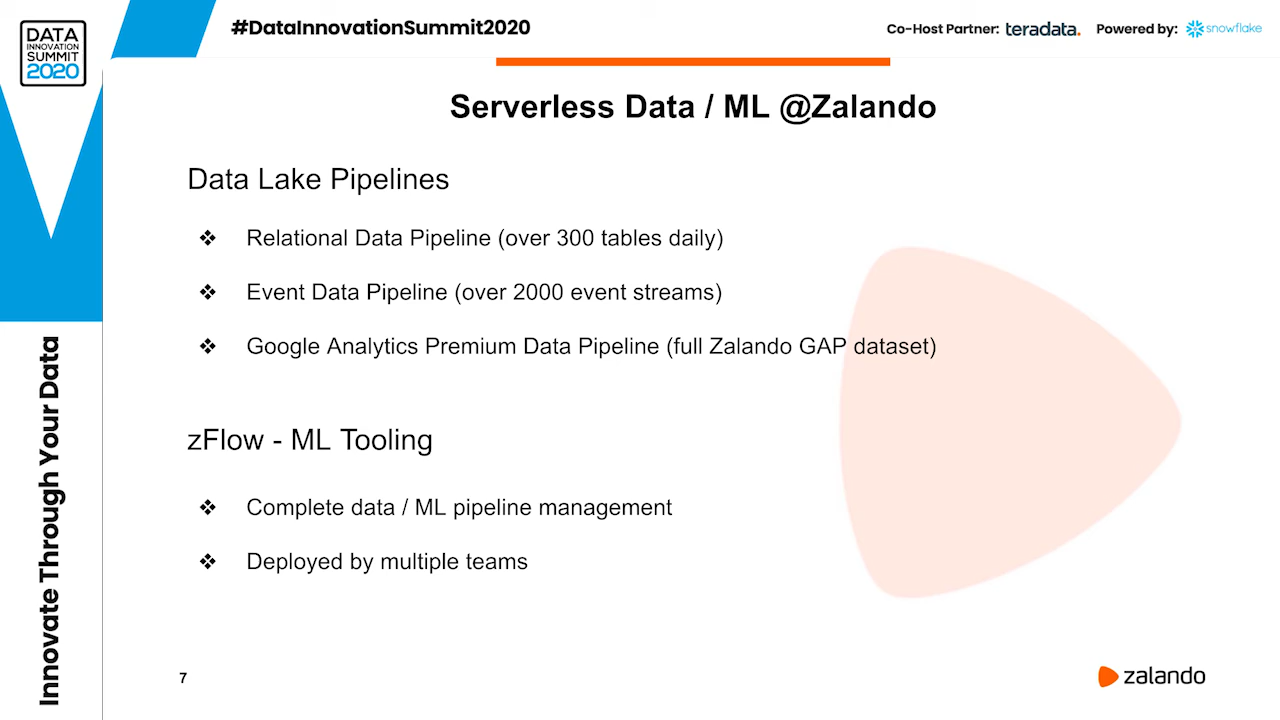 DATA
INNOVATION
SUMMIT
2020
#DataInnovationSummit2020
Co-Host Partner: teradata. Powered by: snowflake
Innovate Through Your Data
Serverless Data / ML @Zalando
Data Lake Pipelines
❖ Relational Data Pipeline (over 300 tables daily)
❖ Event Data Pipeline (over 2000 event streams)
❖ Google Analytics Premium Data Pipeline (full Zalando GAP dataset)
zFlow - ML Tooling
❖ Complete data / ML pipeline management
❖ Deployed by multiple teams
7
zalando